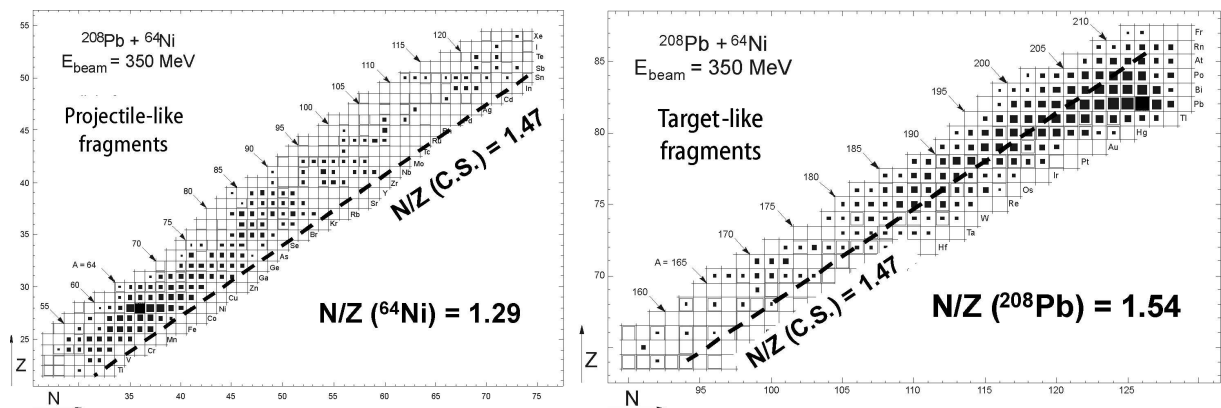 208Pb + 64Ni
Ebeam = 350 MeV
Projectile-like
fragments
55
50
45
40
35
30
25
Z
N
30
35
40
45
50
55
60
65
70
75
55
60
A = 64
70
75
80
85
90
95
100
105
110
115
120
Xe
I
Te
Sb
Sn
In
Cd
Ag
Ru
Tc
Mo
Nb
Zr
Y
Sr
Rb
Kr
Br
Se
As
Ge
Ga
Zn
Cu
Ni
Co
Fe
Mn
Cr
V
Ti
N/Z (C.S.) = 1.47
N/Z (64Ni) = 1.29
208Pb + 64Ni
Ebeam = 350 MeV
Target-like
fragments
85
80
75
70
Z
N
95
100
105
110
115
120
125
160
A = 165
170
175
180
185
190
195
200
205
210
Fr
Rn
At
Po
Bi
Pb
Tl
Hg
Au
Pt
Ir
Os
Re
W
Ta
Hf
N/Z (C.S.) = 1.47
N/Z (208Pb) = 1.54